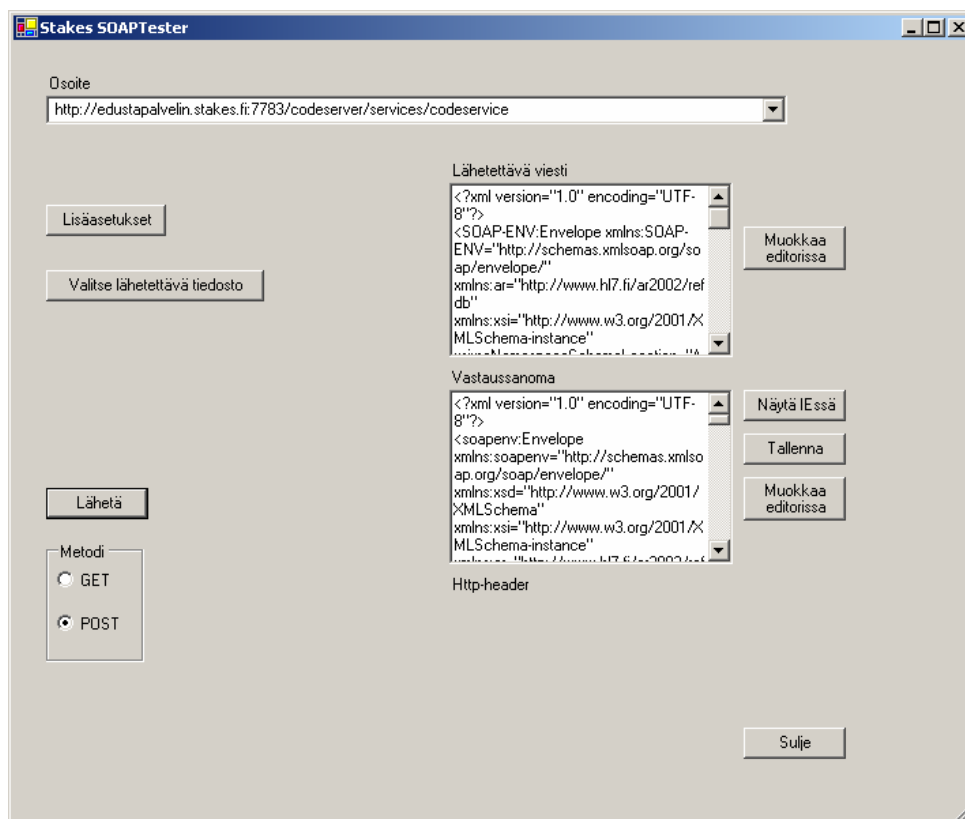 Stakes SOAPTester
Osoite
http://edustapalvelin.stakes.fi:7783/codeserver/services/codeservice
Lisäasetukset
Valitse lähetettävä tiedosto
Lähetettävä viesti
<?xml version="1.0" encoding="UTF-
8"?>
<SOAP-ENV:Envelope xmlns:SOAP-
ENV="http://schemas.xmlsoap.org/so
ap/envelope/"
xmlns:ar="http://www.hl7.fi/ar2002/ref
db"
xmlns:xsi="http://www.w3.org/2001/X
MLSchema-instance"
Muokkaa
editorissa
Vastaussanoma
<?xml version="1.0" encoding="UTF-
8"?>
<soapenv:Envelope
xmlns:soapenv="http://schemas.xmlso
ap.org/soap/envelope/"
xmlns:xsd="http://www.w3.org/2001/
XMLSchema"
xmlns:xsi="http://www.w3.org/2001/X
MLSchema-instance"
Näytä IEssä
Tallenna
Muokkaa
editorissa
Lähetä
Metodi
GET
POST
Http-header
Sulje